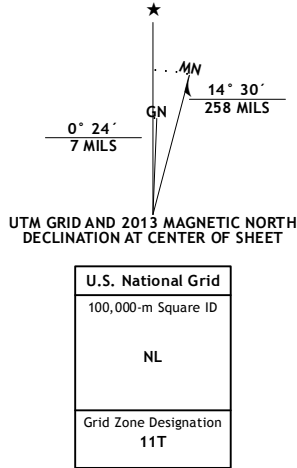 ★
MN
GN
14° 30´
258 MILS
0° 24´
7 MILS
UTM GRID AND 2013 MAGNETIC NORTH
DECLINATION AT CENTER OF SHEET
U.S. National Grid
100,000-m Square ID
NL
Grid Zone Designation
11T